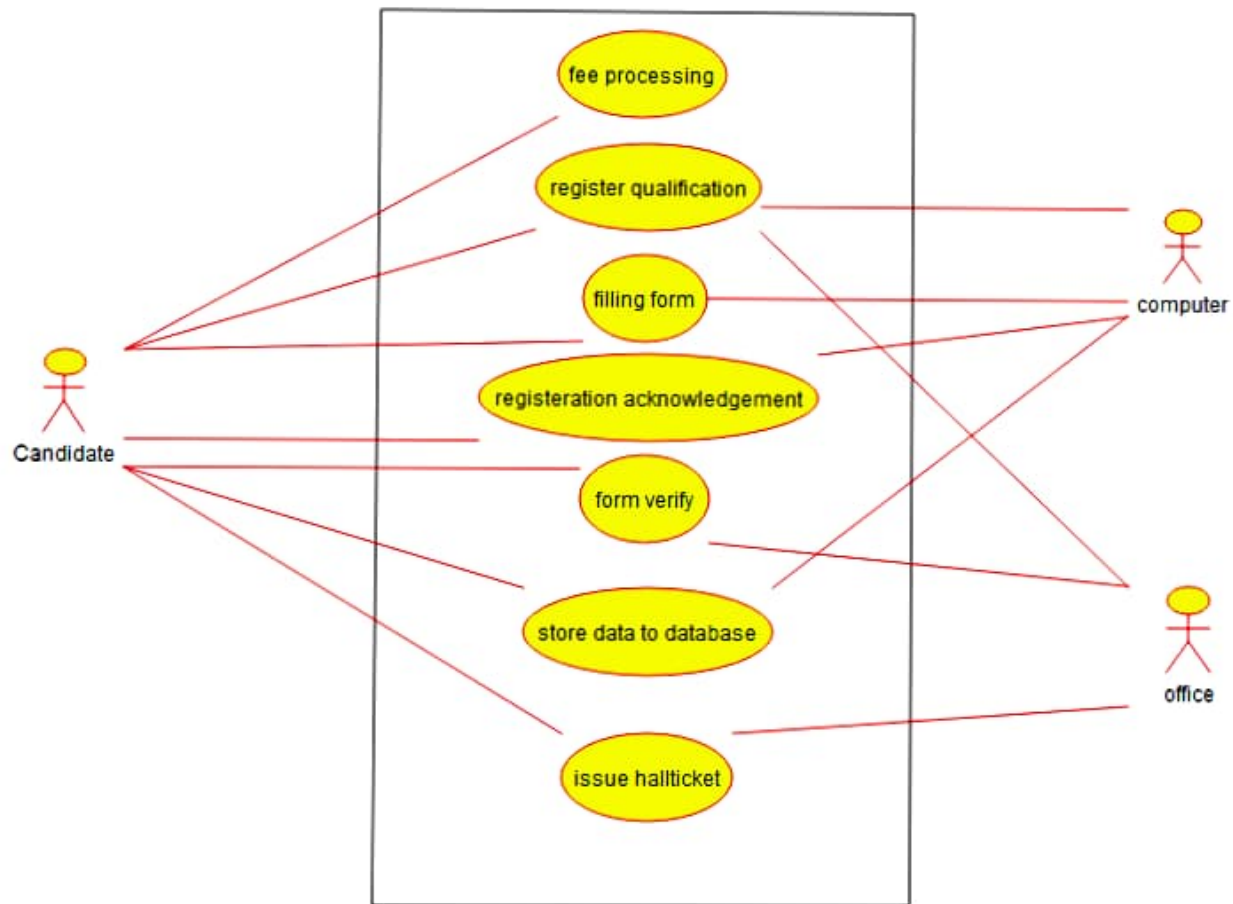 fee processing
register qualification
filling form
registeration acknowledgement
form verify
store data to database
issue hallticket
Candidate
computer
office